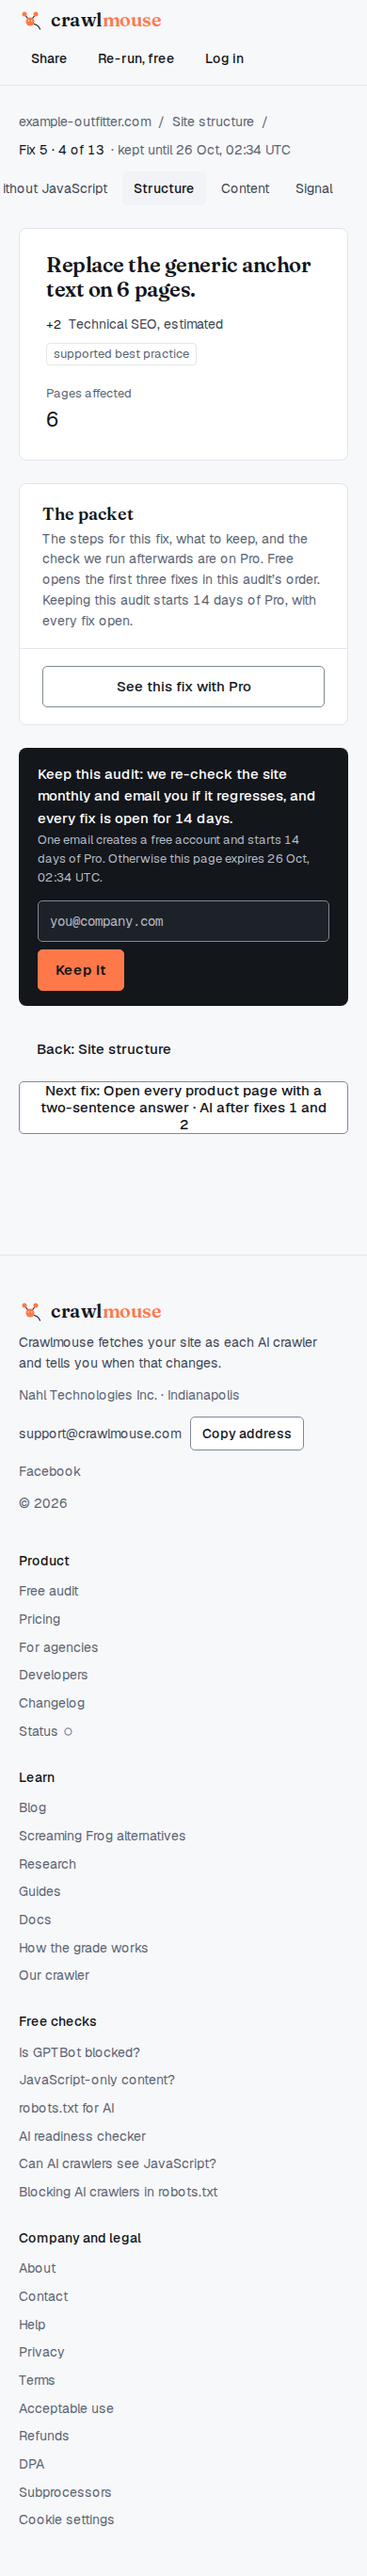 crawlmouse
Share Re-run, free Log in
example-outfitter.com / Site structure /
Fix 5 · 4 of 13 · kept until 26 Oct, 02:34 UTC
ithout JavaScript Structure Content Signal
Replace the generic anchor
text on 6 pages.
+2 Technical SEO, estimated
supported best practice
Pages affected
6
The packet
The steps for this fix, what to keep, and the
check we run afterwards are on Pro. Free
opens the first three fixes in this audit's order.
Keeping this audit starts 14 days of Pro, with
every fix open.
See this fix with Pro
Keep this audit: we re-check the site
monthly and email you if it regresses, and
every fix is open for 14 days.
One email creates a free account and starts 14
days of Pro. Otherwise this page expires 26 Oct,
02:34 UTC.
you@company.com
Keep it
Back: Site structure
Next fix: Open every product page with a
two-sentence answer · AI after fixes 1 and
2
crawlmouse
Crawlmouse fetches your site as each AI crawler
and tells you when that changes.
Nahl Technologies Inc. · Indianapolis
support@crawlmouse.com Copy address
Facebook
© 2026
Product
Free audit
Pricing
For agencies
Developers
Changelog
Status
Learn
Blog
Screaming Frog alternatives
Research
Guides
Docs
How the grade works
Our crawler
Free checks
Is GPTBot blocked?
JavaScript-only content?
robots.txt for AI
AI readiness checker
Can AI crawlers see JavaScript?
Blocking AI crawlers in robots.txt
Company and legal
About
Contact
Help
Privacy
Terms
Acceptable use
Refunds
DPA
Subprocessors
Cookie settings